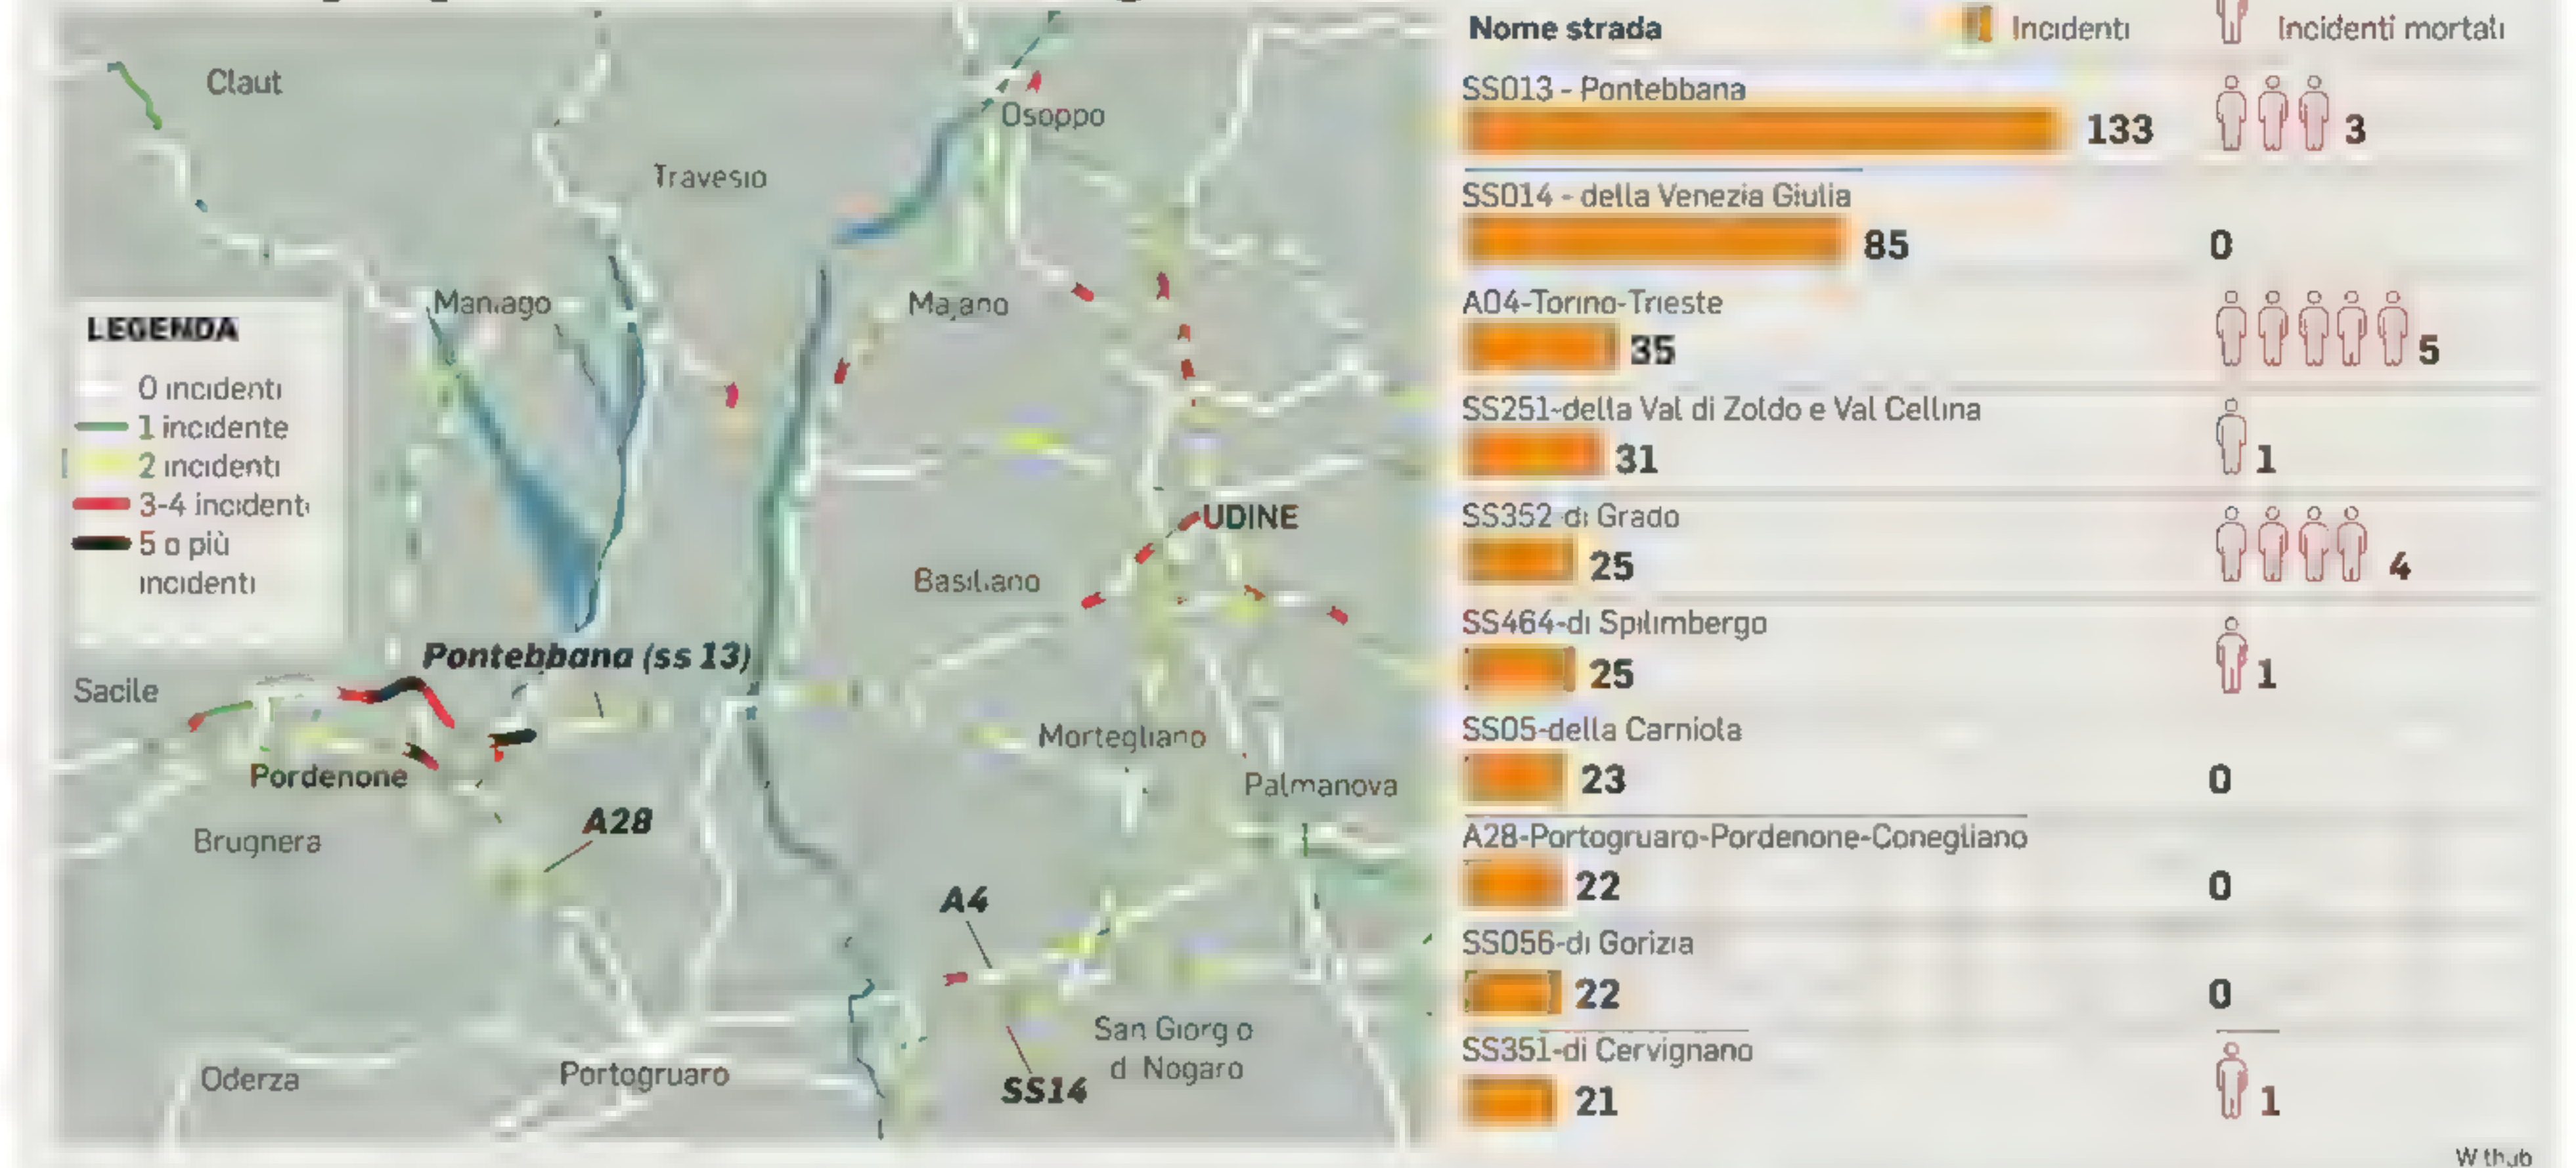 Claut
Osoppo
Travesio
Maniago
Majano
LEGENDA
0 incidenti
1 incidente
2 incidenti
3-4 incidenti
5 o più
incidenti
UDINE
Basiliano
Pontebbana (ss 13)
Sacile
Mortegliano
Pordenone
Palmanova
A28
Brugnera
A4
San Giorgio
di Nogaro
Oderza
Portogruaro
SS14
Nome strada
Incidenti
Incidenti mortali
SS013 - Pontebbana
133
3
SS014 - della Venezia Giulia
85
0
A04-Torino-Trieste
35
5
SS251-della Val di Zoldo e Val Cellina
31
1
SS352 di Grado
25
4
SS464-di Spilimbergo
25
1
SS05-della Carniola
23
0
A28-Portogruaro-Pordenone-Conegliano
22
0
SS056-di Gorizia
22
0
SS351-di Cervignano
21
1
Withub